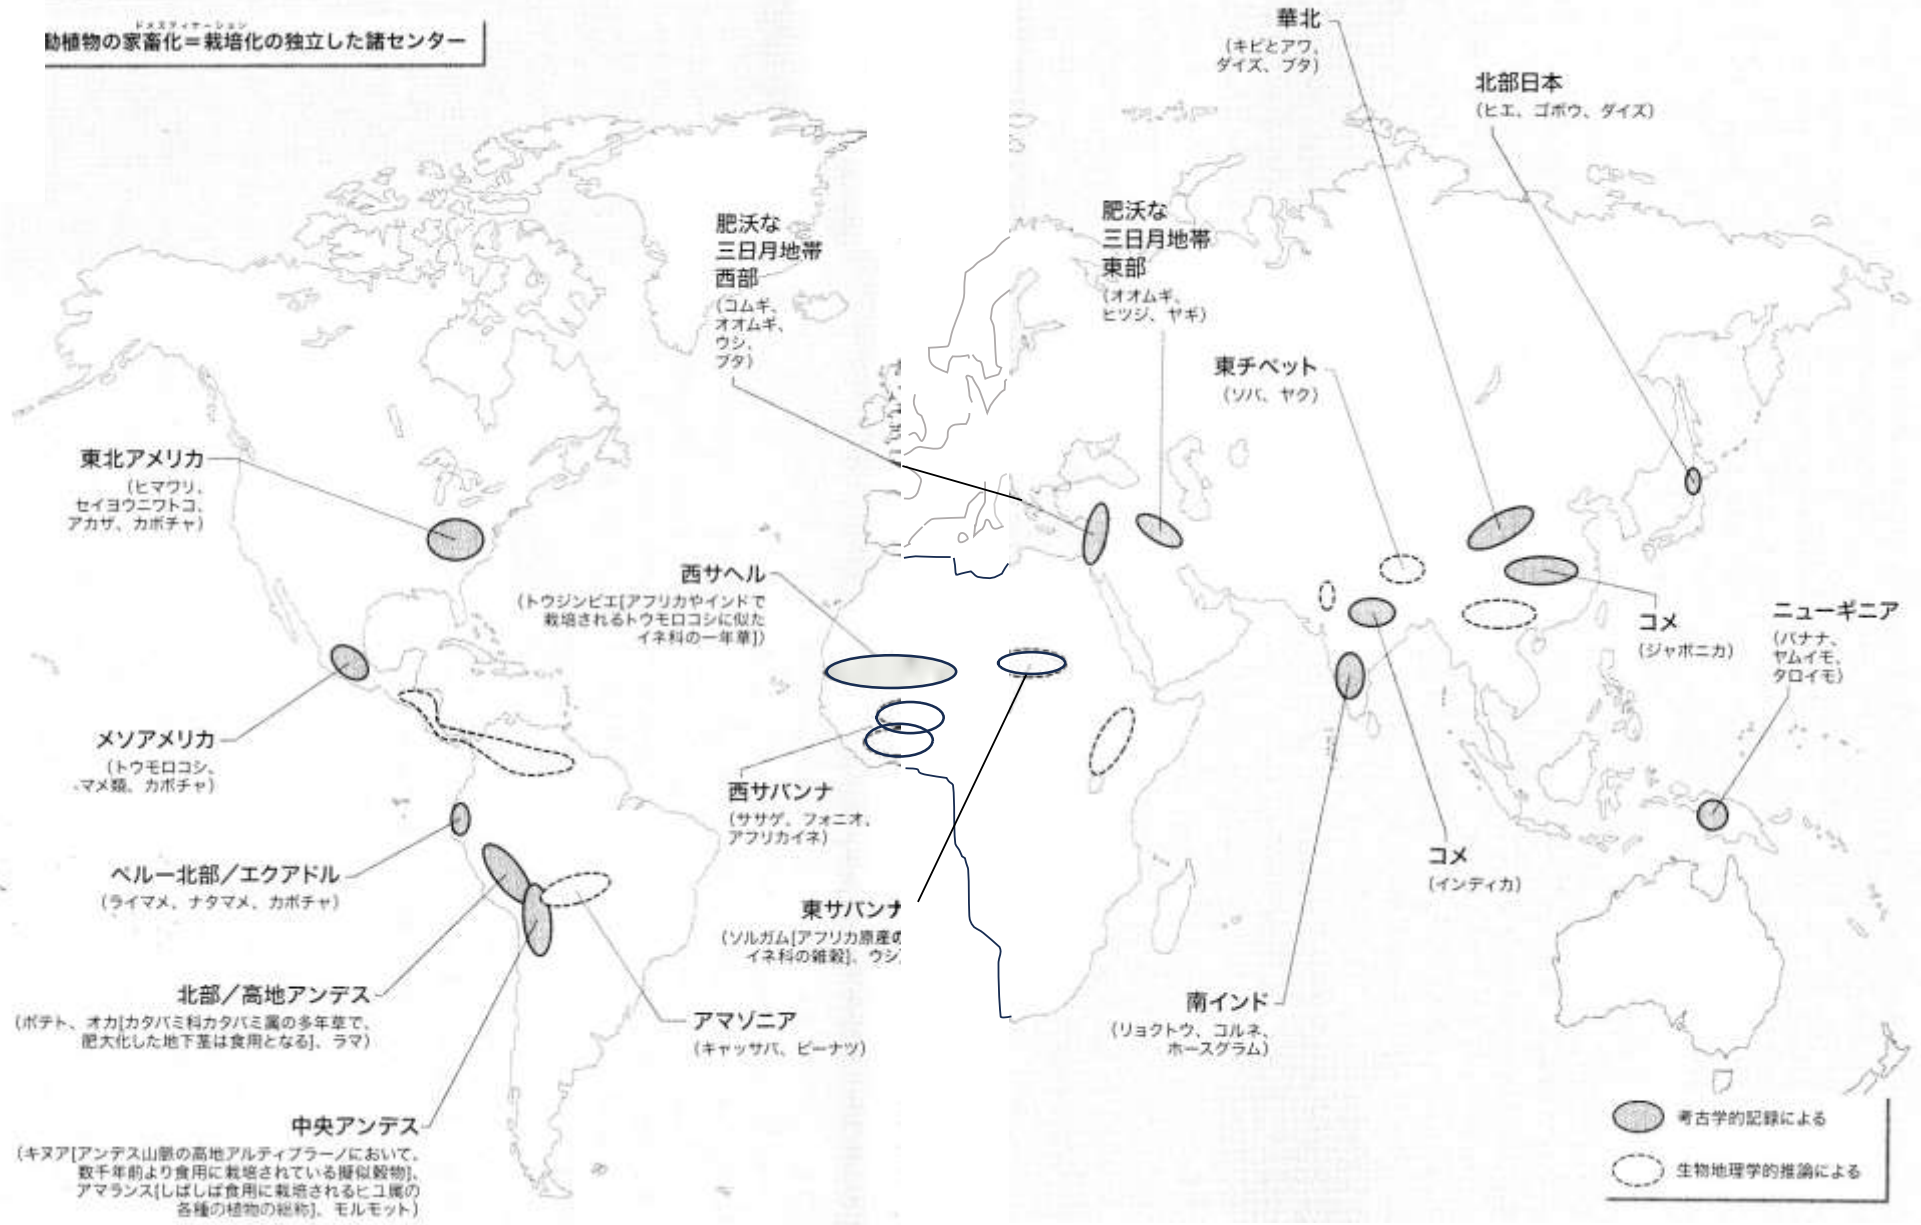 ドメスティケーション
動植物の家畜化＝栽培化の独立した諸センター
華北
(キビとアワ、
ダイズ、ブタ)
北部日本
(ヒエ、ゴボウ、ダイズ)
肥沃な
三日月地帯
西部
(コムギ、
オオムギ、
ウシ、
ブタ)
肥沃な
三日月地帯
東部
(オオムギ、
ヒツジ、ヤギ)
東チベット
(ソバ、ヤク)
東北アメリカ
(ヒマワリ、
セイヨウニワトコ、
アカザ、カボチャ)
西サヘル
(トウジンビエ[アフリカやインドで
栽培されるトウモロコシに似た
イネ科の一年草])
コメ
(ジャポニカ)
ニューギニア
(バナナ、
ヤムイモ、
タロイモ)
メソアメリカ
(トウモロコシ、
マメ類、カボチャ)
西サバンナ
(ササゲ、フォニオ、
アフリカイネ)
ペルー北部／エクアドル
(ライマメ、ナタマメ、カボチャ)
コメ
(インディカ)
東サバンナ
(ソルガム[アフリカ原産の
イネ科の雑穀]、ウシ)
北部／高地アンデス
(ポテト、オカ[カタバミ科カタバミ属の多年草で、
肥大化した地下茎は食用となる]、ラマ)
アマゾニア
(キャッサバ、ピーナツ)
南インド
(リョクトウ、コルネ、
ホースグラム)
中央アンデス
(キヌア[アンデス山脈の高地アルティプラーノにおいて、
数千年前より食用に栽培されている擬似穀物]、
アマランス[しばしば食用に栽培されるヒユ属の
各種の植物の総称]、モルモット)
考古学的記録による
生物地理学的推論による